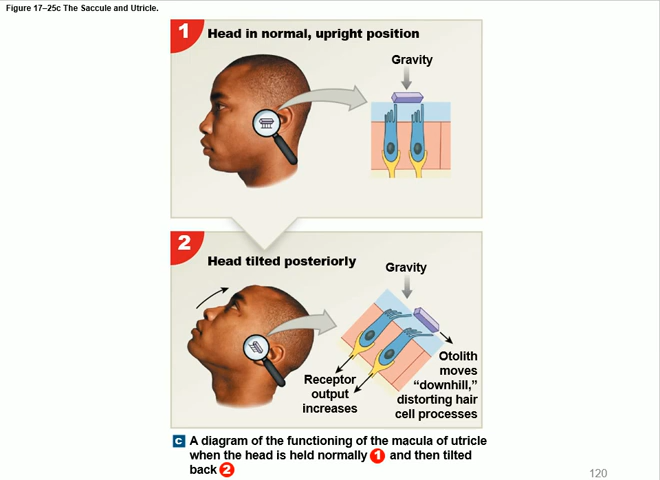 Figure 17–25c The Saccule and Utricle.
1 Head in normal, upright position
Gravity
2
Head tilted posteriorly
Gravity
Receptor
output
increases
Otolith
moves
“downhill,”
distorting hair
cell processes
C A diagram of the functioning of the macula of utricle
when the head is held normally 1 and then tilted
back 2
120